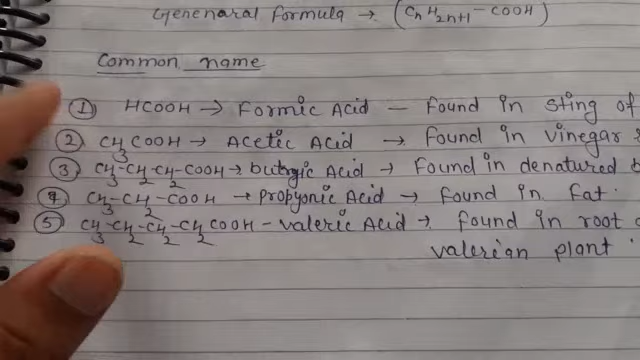 Genenaral formula → (CnH2n+1 - COOH)
Common name
① HCOOH → Formic Acid - Found in sting of
② CH3COOH → Acetic Acid → Found in vinegar
③ CH3-CH2-CH2-COOH → butyric Acid → Found in denatured
④ CH3-CH2-COOH → propyonic Acid → Found in Fat.
⑤ CH3-CH2-CH2-CH2COOH - valeric Acid → Found in root
valerian plant